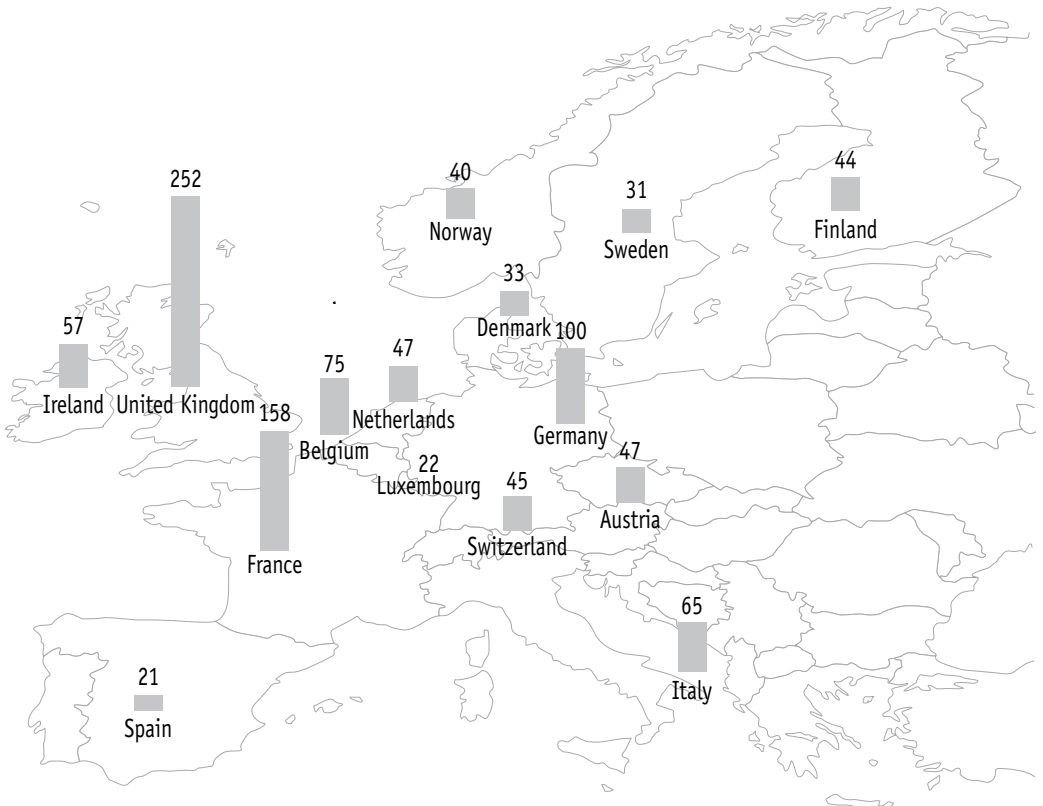 40
Norway
31
Sweden
44
Finland
252
United Kingdom
33
Denmark
57
Ireland
75
Belgium
47
Netherlands
100
Germany
158
France
22
Luxembourg
45
Switzerland
47
Austria
65
Italy
21
Spain